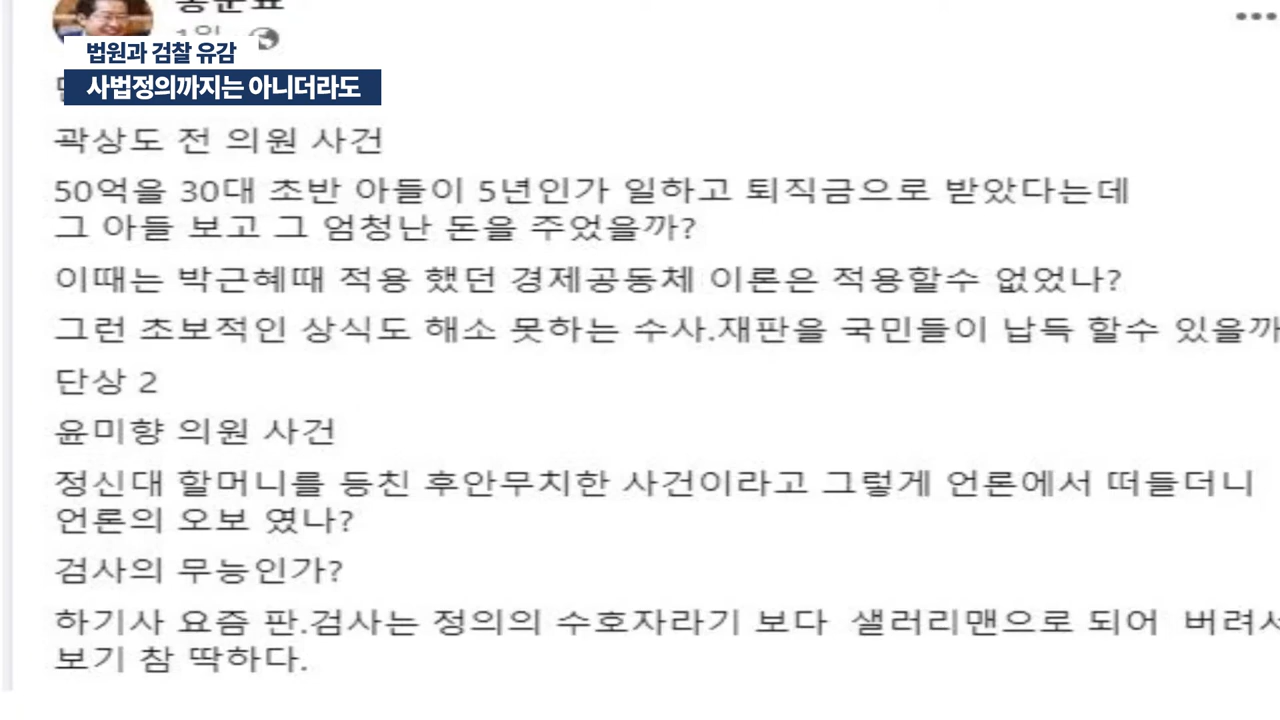 홍준표
1일
법원과 검찰 유감
사법정의까지는 아니더라도
곽상도 전 의원 사건
50억을 30대 초반 아들이 5년인가 일하고 퇴직금으로 받았다는데
그 아들 보고 그 엄청난 돈을 주었을까?
이때는 박근혜때 적용 했던 경제공동체 이론은 적용할수 없었나?
그런 초보적인 상식도 해소 못하는 수사.재판을 국민들이 납득 할수 있을까
단상 2
윤미향 의원 사건
정신대 할머니를 등친 후안무치한 사건이라고 그렇게 언론에서 떠들더니
언론의 오보 였나?
검사의 무능인가?
하기사 요즘 판.검사는 정의의 수호자라기 보다 샐러리맨으로 되어 버려서
보기 참 딱하다.